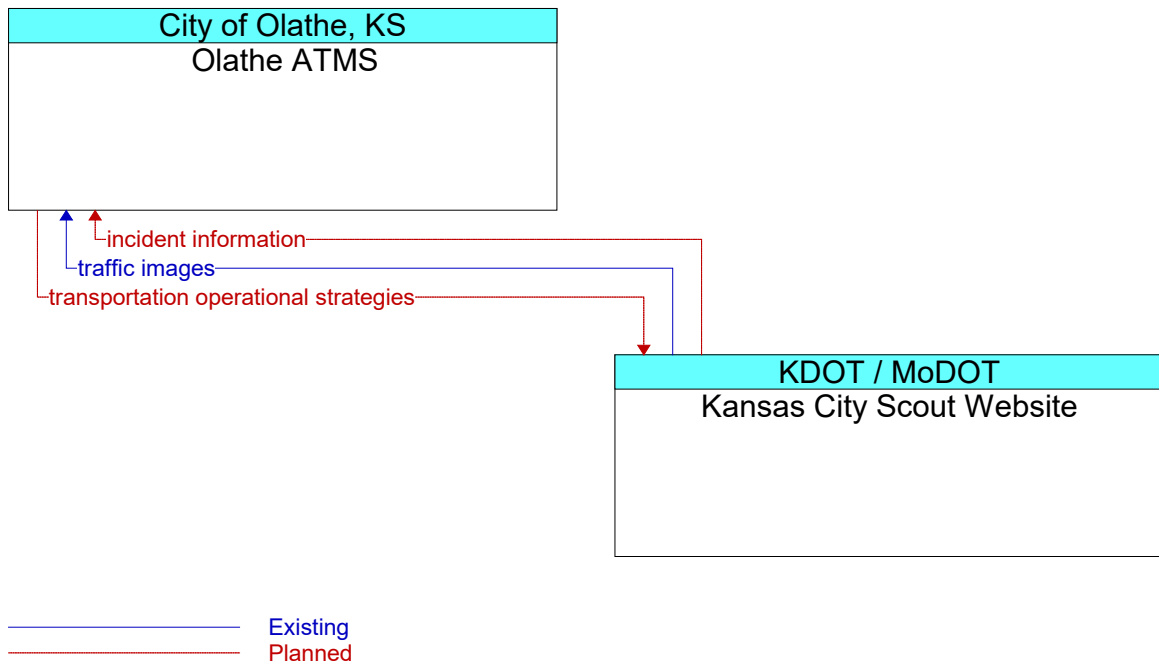 City of Olathe, KS
Olathe ATMS
incident information
traffic images
transportation operational strategies
KDOT / MoDOT
Kansas City Scout Website
Existing
Planned